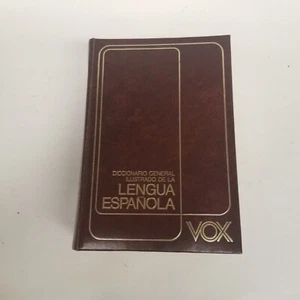 DICCIONARIO GENERAL
ILUSTRADO DE LA
LENGUA
ESPAÑOLA
VOX